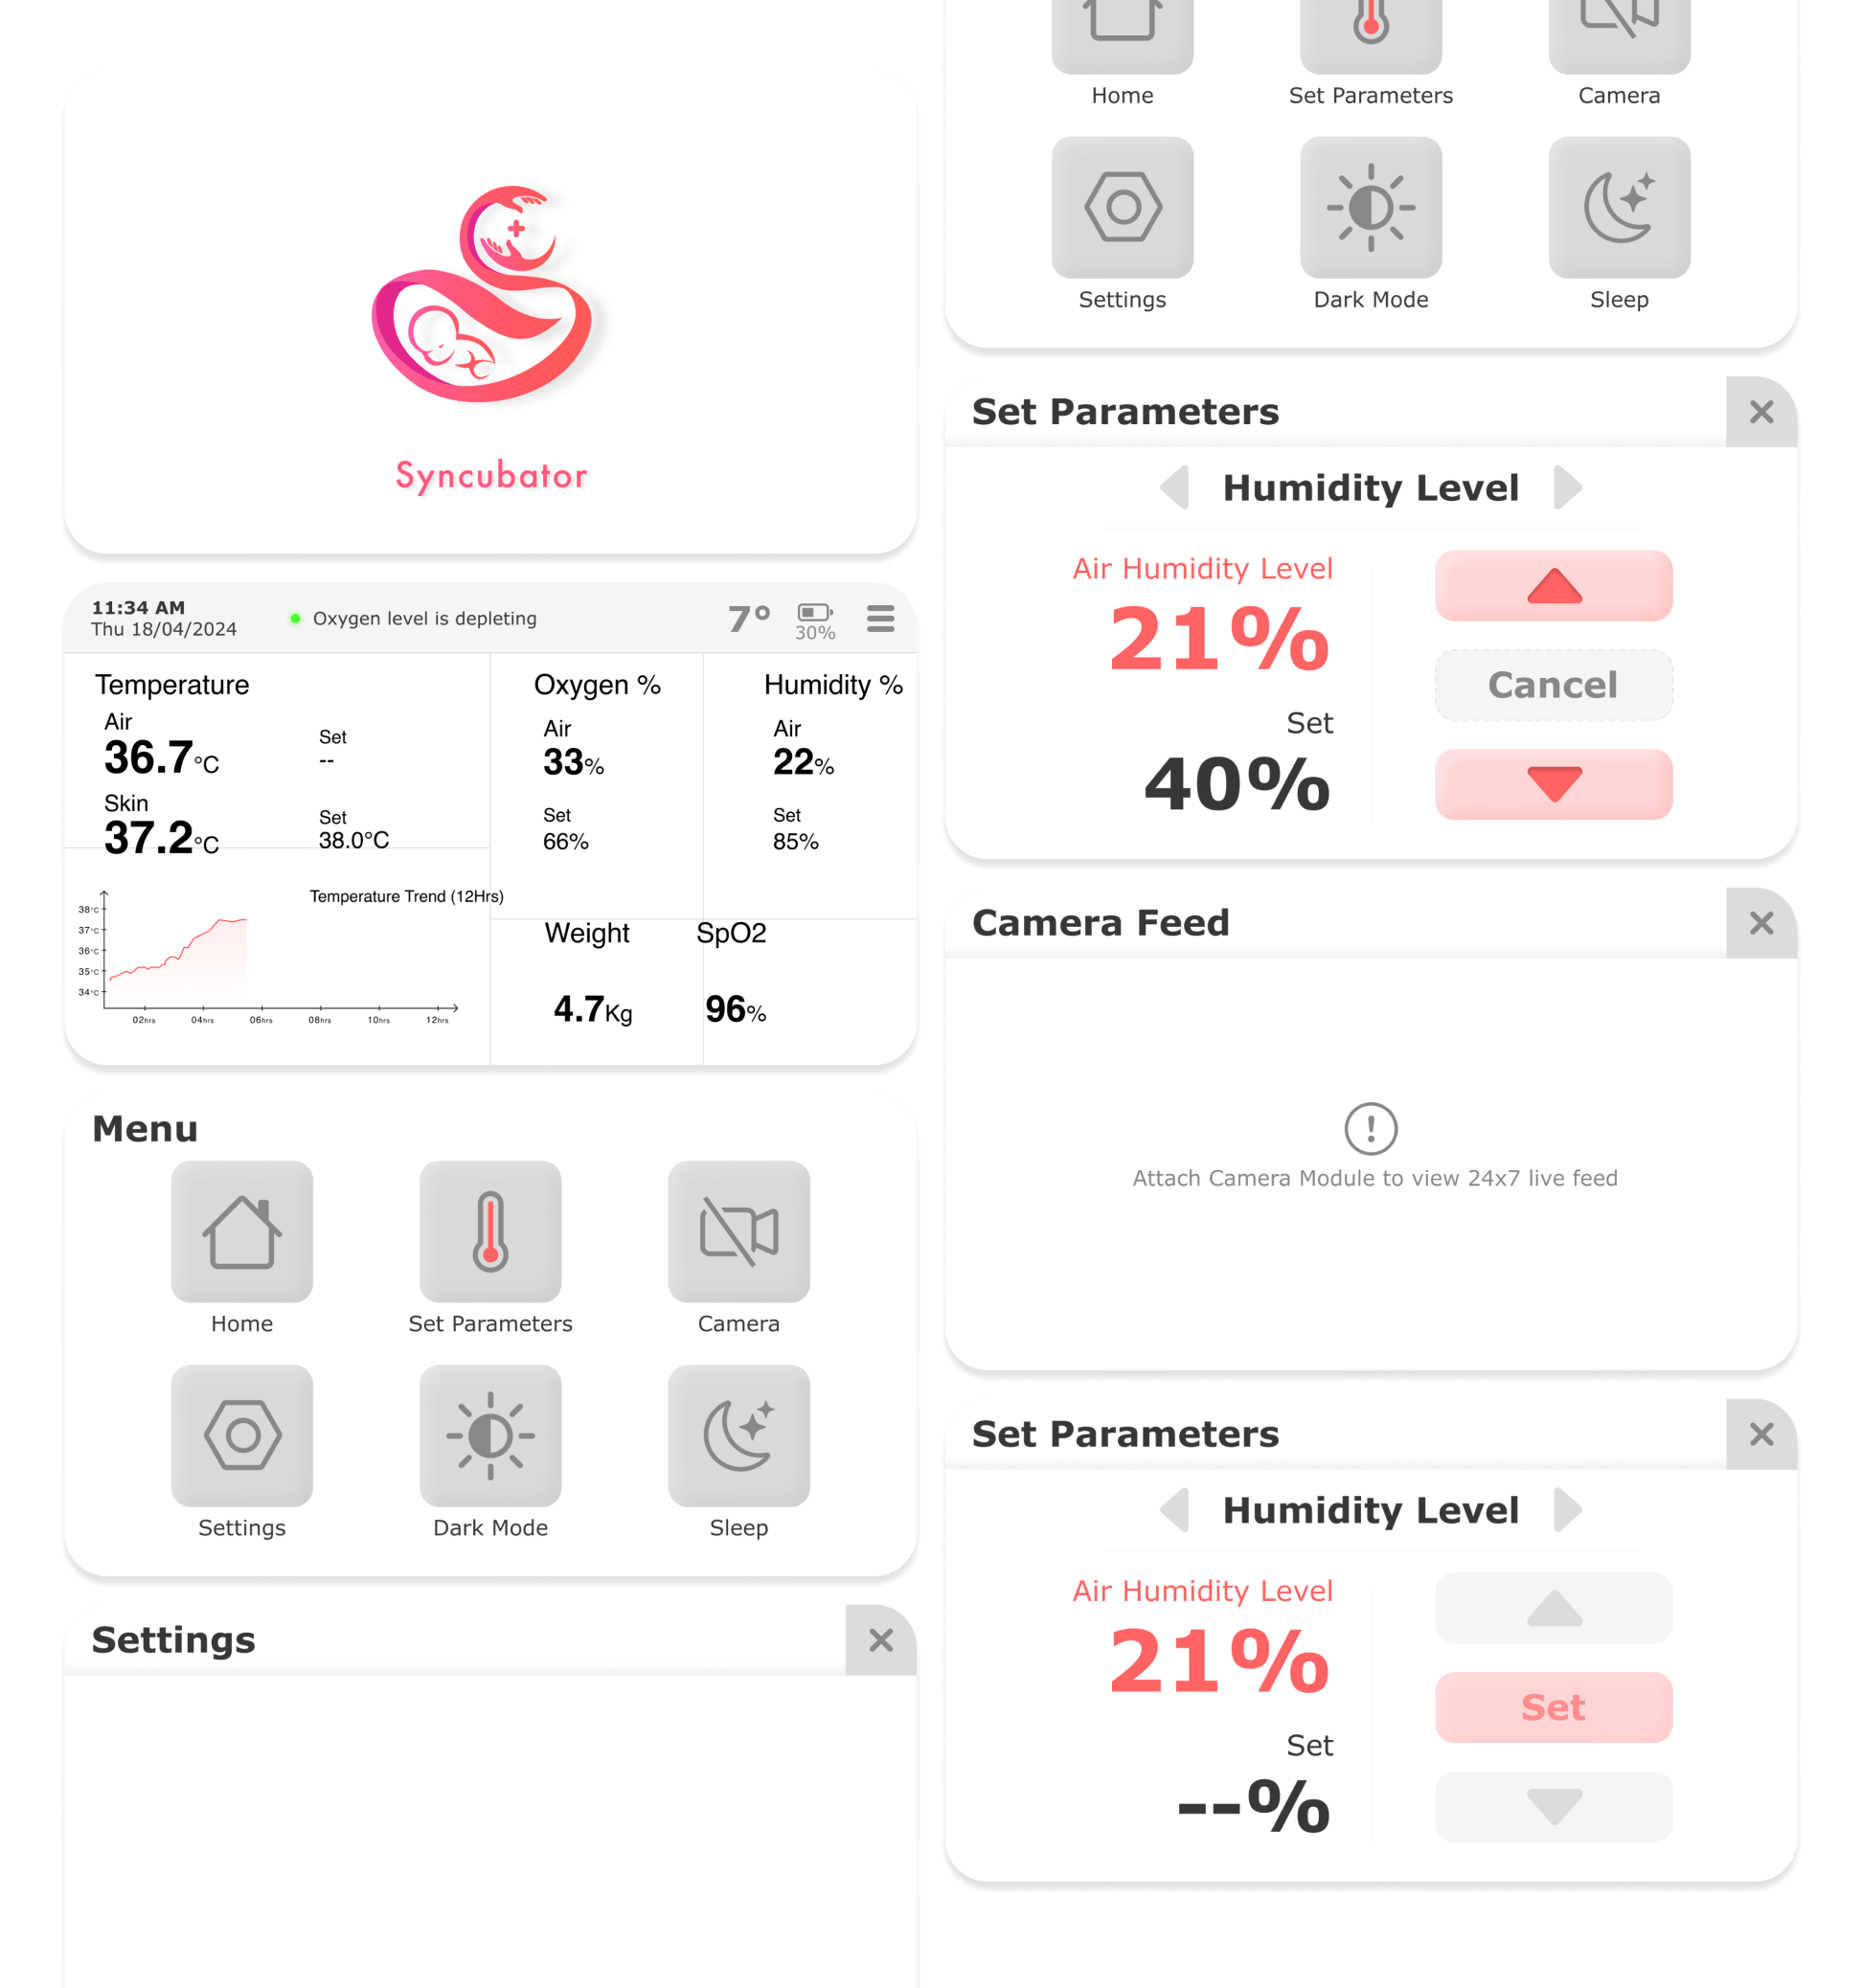 Syncubator
11:34 AM
Thu 18/04/2024
Oxygen level is depleting
7°
30%
Temperature
Air
36.7°C
Set
--
Skin
37.2°C
Set
38.0°C
Oxygen %
Air
33%
Set
66%
Humidity %
Air
22%
Set
85%
Temperature Trend (12Hrs)
38°C
37°C
36°C
35°C
34°C
02hrs 04hrs 06hrs 08hrs 10hrs 12hrs
Weight
4.7Kg
SpO2
96%
Menu
Home Set Parameters Camera
Settings Dark Mode Sleep
Settings
Home Set Parameters Camera
Settings Dark Mode Sleep
Set Parameters
Humidity Level
Air Humidity Level
21%
Set
40%
Cancel
Camera Feed
Attach Camera Module to view 24x7 live feed
Set Parameters
Humidity Level
Air Humidity Level
21%
Set
--%
Set